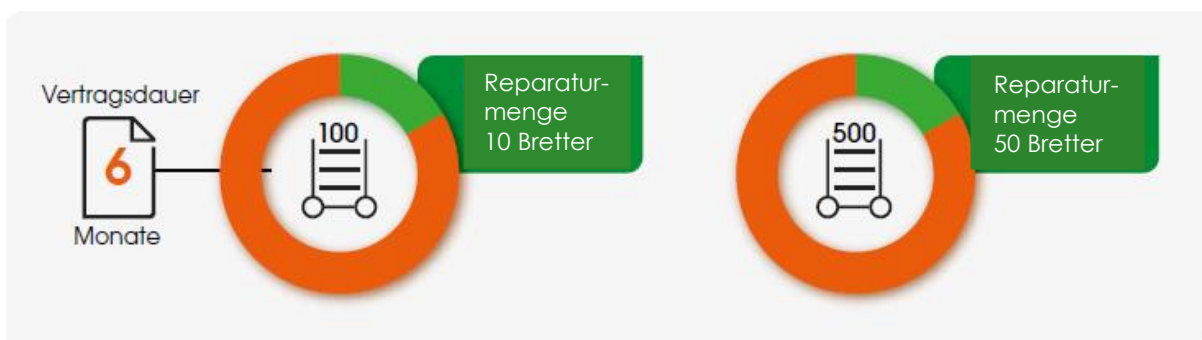 Vertragsdauer
6
Monate
100
Reparatur-
menge
10 Bretter
500
Reparatur-
menge
50 Bretter